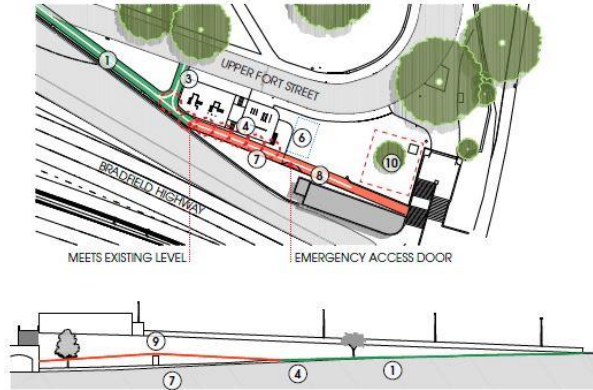 UPPER FORT STREET
1
3
4
6
7
8
10
BRADFIELD HIGHWAY
MEETS EXISTING LEVEL
EMERGENCY ACCESS DOOR
9
7
4
1